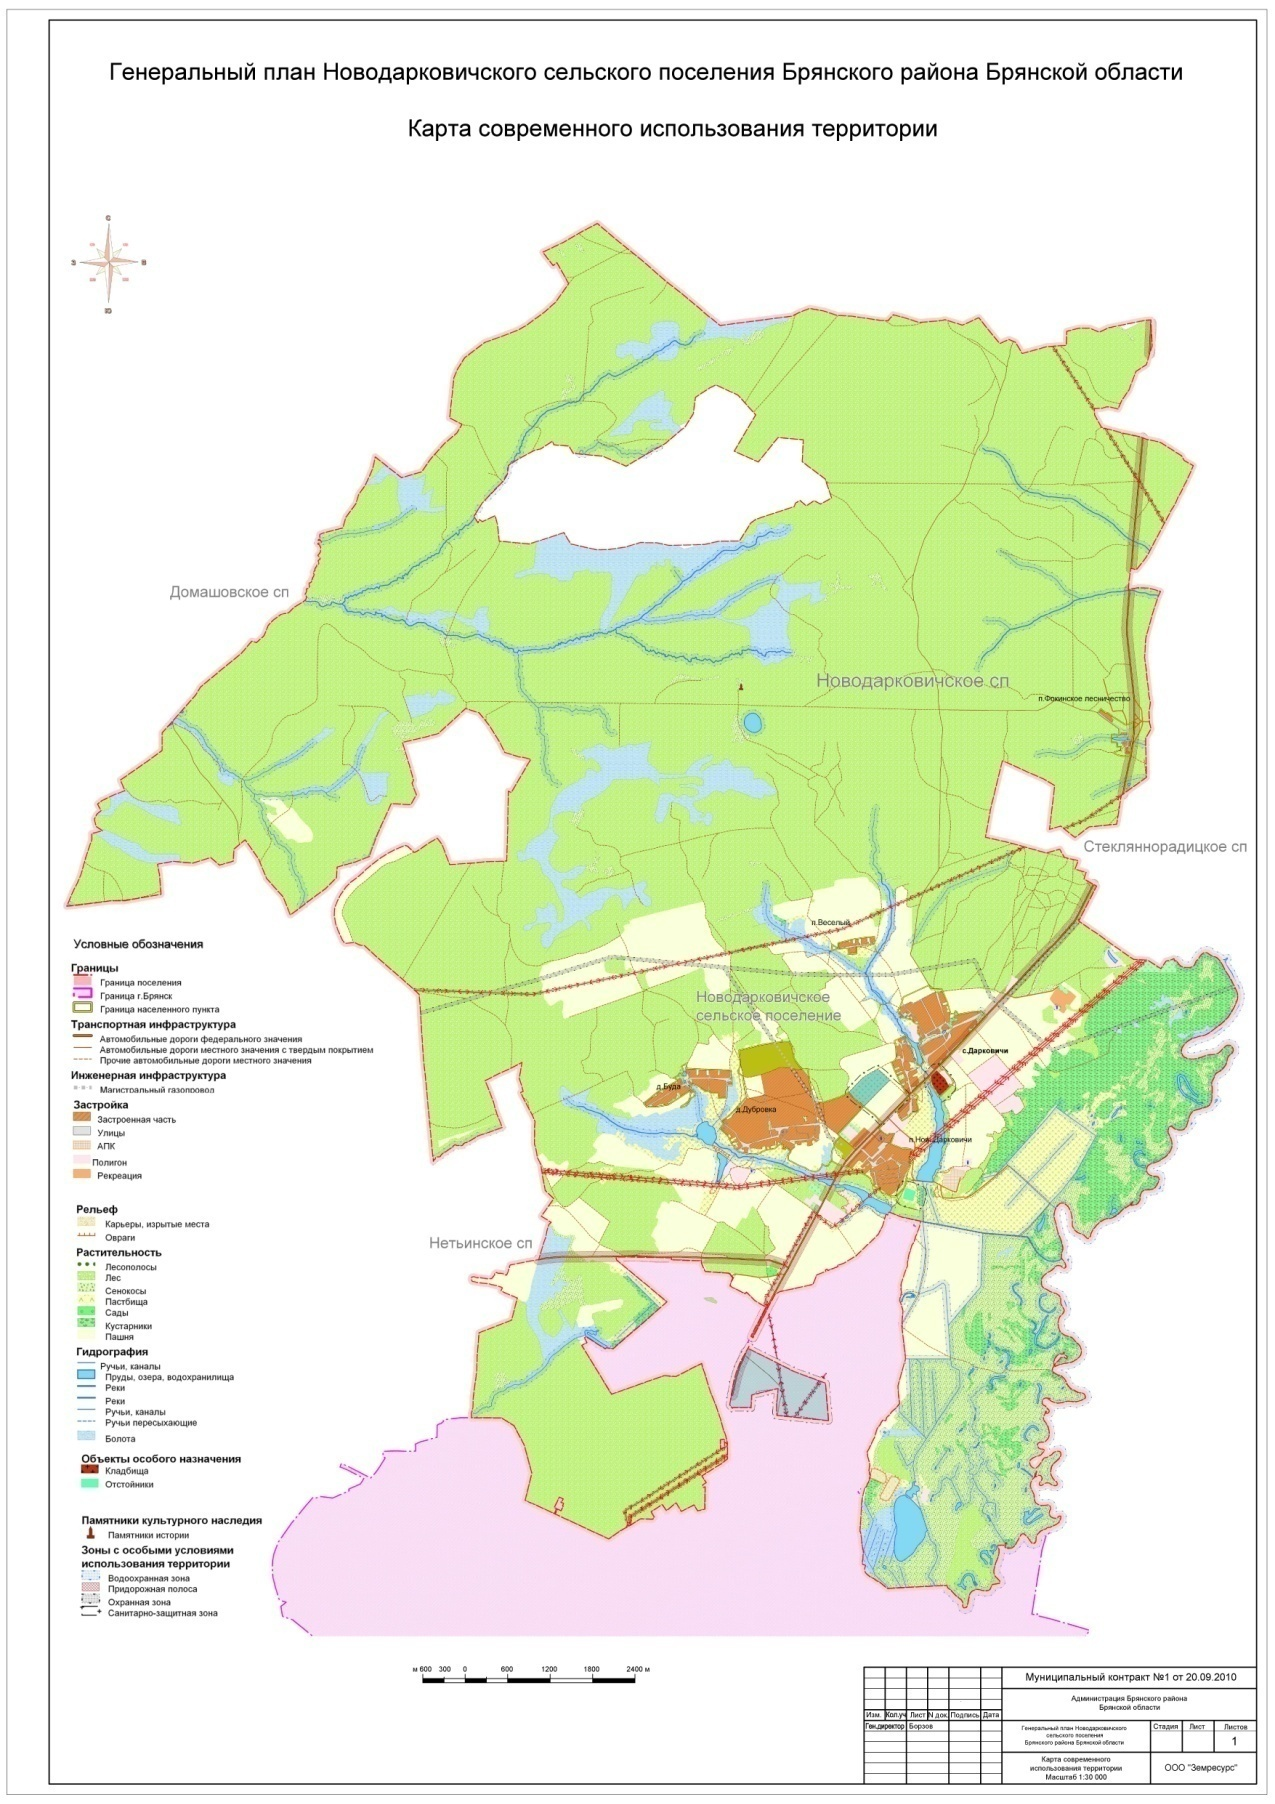 Генеральный план Новодарковичского сельского поселения Брянского района Брянской области
Карта современного использования территории
С
З
В
Ю
Домашовское сп
Новодарковичское сп
п.Фокинское лесничество
Стекляннорадицкое сп
п.Веселый
Новодарковичское
сельское поселение
с.Дарковичи
д.Буда
д.Дубровка
п.Нов. Дарковичи
Нетьинское сп
Условные обозначения
Границы
Граница поселения
Граница г.Брянск
Граница населенного пункта
Транспортная инфраструктура
Автомобильные дороги федерального значения
Автомобильные дороги местного значения с твердым покрытием
Прочие автомобильные дороги местного значения
Инженерная инфраструктура
Магистральный газопровод
Застройка
Застроенная часть
Улицы
АПК
Полигон
Рекреация
Рельеф
Карьеры, изрытые места
Овраги
Растительность
Лесополосы
Лес
Сенокосы
Пастбища
Сады
Кустарники
Пашня
Гидрография
Ручьи, каналы
Пруды, озера, водохранилища
Реки
Реки
Ручьи, каналы
Ручьи пересыхающие
Болота
Объекты особого назначения
Кладбища
Отстойники
Памятники культурного наследия
Памятники истории
Зоны с особыми условиями
использования территории
Водоохранная зона
Придорожная полоса
Охранная зона
Санитарно-защитная зона
м 600 300 0 600 1200 1800 2400 м
Муниципальный контракт №1 от 20.09.2010
Администрация Брянского района
Брянской области
Изм. Кол.уч Лист N док. Подпись Дата
Ген.директор Борзов
Генеральный план Новодарковичского
сельского поселения
Брянского района Брянской области
Стадия Лист Листов
1
Карта современного
использования территории
Масштаб 1:30 000
ООО "Земресурс"